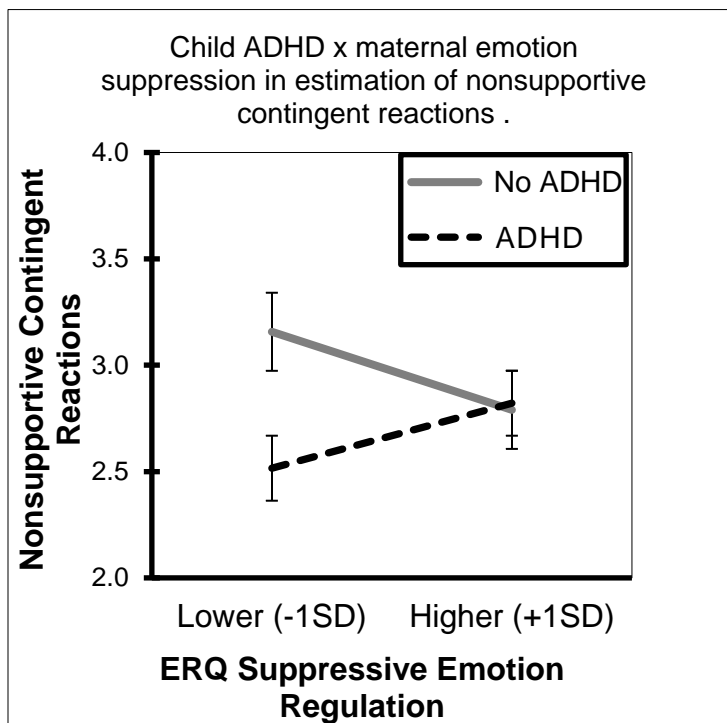 Child ADHD x maternal emotion
suppression in estimation of nonsupportive
contingent reactions .
4.0
3.5
3.0
2.5
2.0
Nonsupportive Contingent
Reactions
No ADHD
ADHD
Lower (-1SD) Higher (+1SD)
ERQ Suppressive Emotion
Regulation